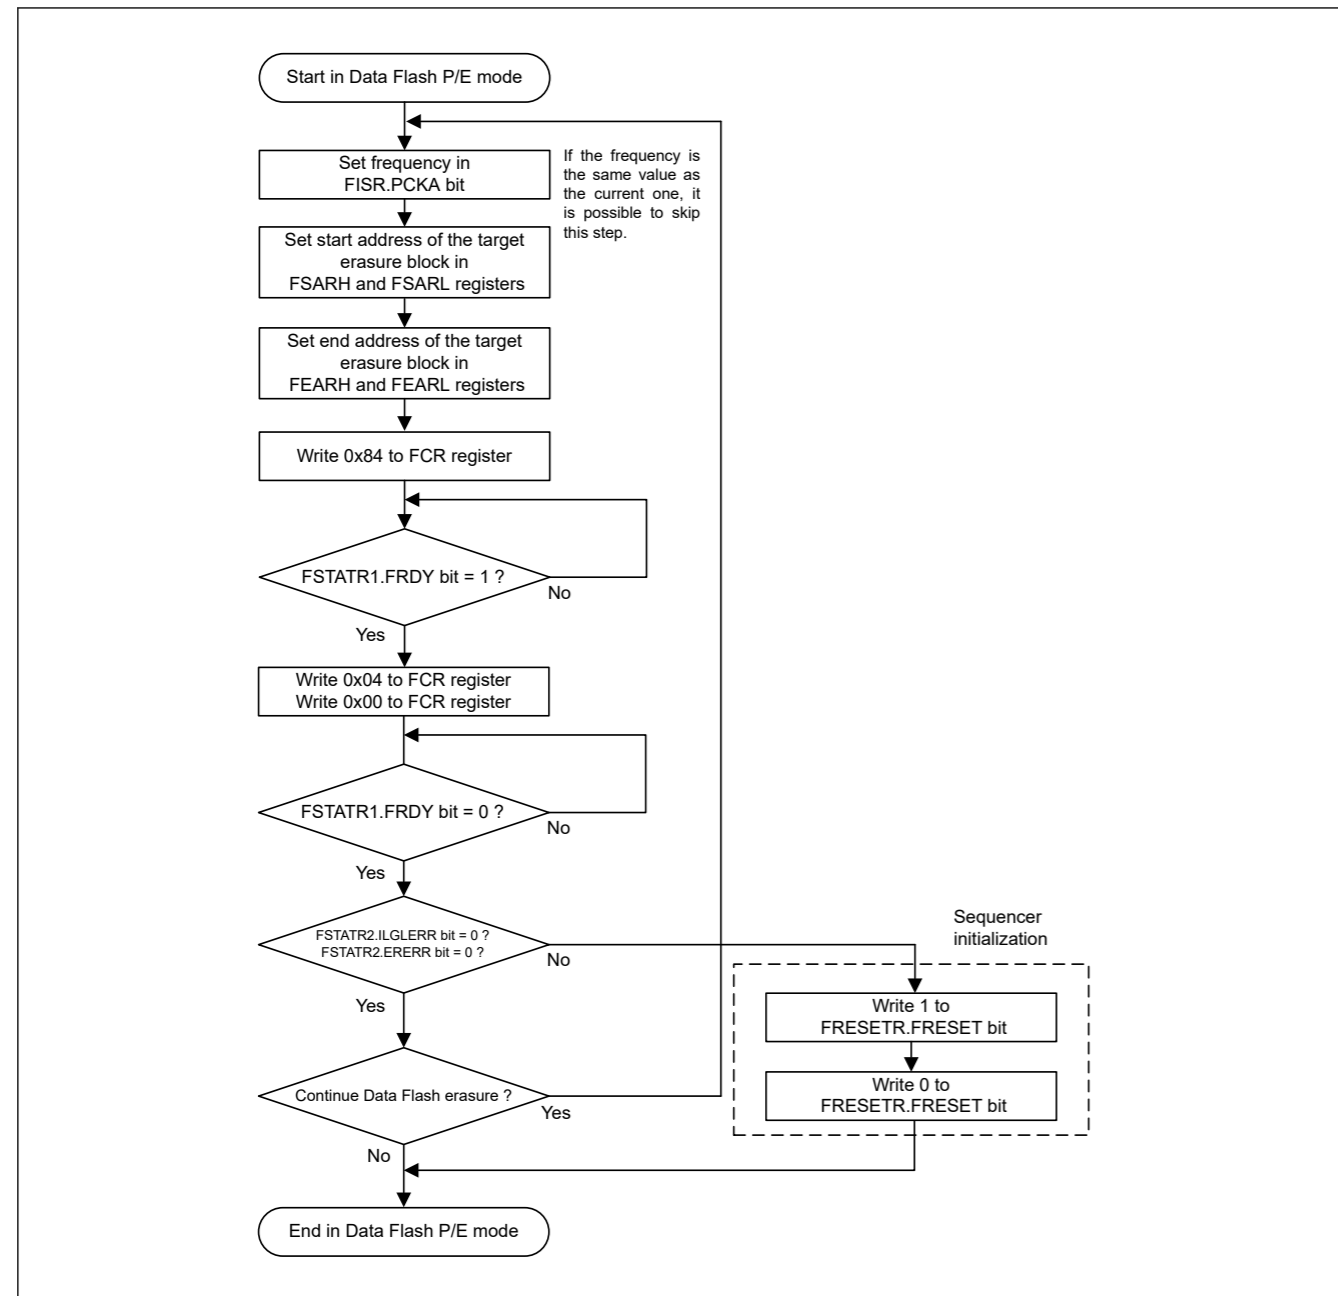 Start in Data Flash P/E mode
Set frequency in
FISR.PCKA bit
If the frequency is
the same value as
the current one, it
is possible to skip
this step.
Set start address of the target
erasure block in
FSARH and FSARL registers
Set end address of the target
erasure block in
FEARH and FEARL registers
Write 0x84 to FCR register
FSTATR1.FRDY bit = 1 ?
No
Yes
Write 0x04 to FCR register
Write 0x00 to FCR register
FSTATR1.FRDY bit = 0 ?
No
Yes
FSTATR2.ILGLERR bit = 0 ?
FSTATR2.ERERR bit = 0 ?
No
Yes
Sequencer
initialization
Write 1 to
FRESETR.FRESET bit
Write 0 to
FRESETR.FRESET bit
Continue Data Flash erasure ?
Yes
No
End in Data Flash P/E mode